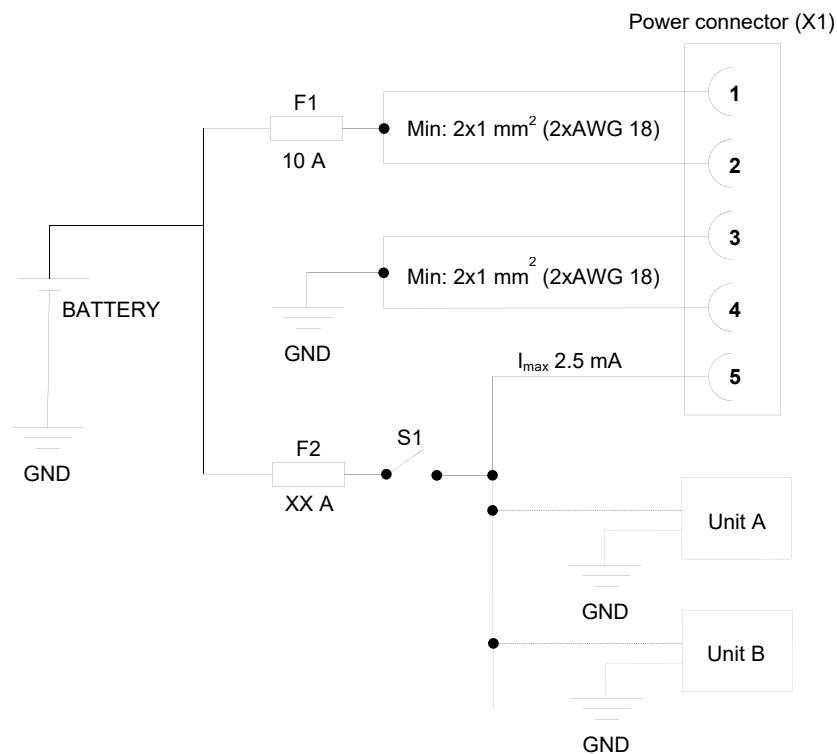 Power connector (X1)
F1
10 A
Min: 2x1 mm² (2xAWG 18)
1
2
3
Min: 2x1 mm² (2xAWG 18)
4
BATTERY
GND
Imax 2.5 mA
5
GND
F2
XX A
S1
Unit A
GND
Unit B
GND